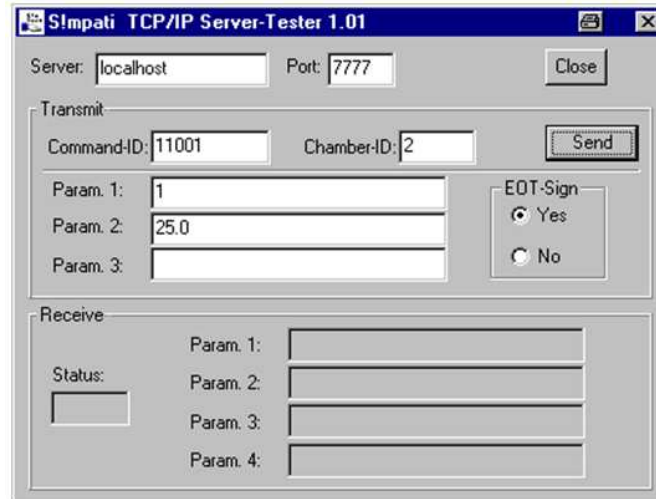 S!mpati TCP/IP Server-Tester 1.01
Server: localhost Port: 7777 Close
Transmit
Command-ID: 11001 Chamber-ID: 2 Send
Param. 1: 1 EOT-Sign
Param. 2: 25.0 Yes
Param. 3: No
Receive
Param. 1:
Status: Param. 2:
Param. 3:
Param. 4: